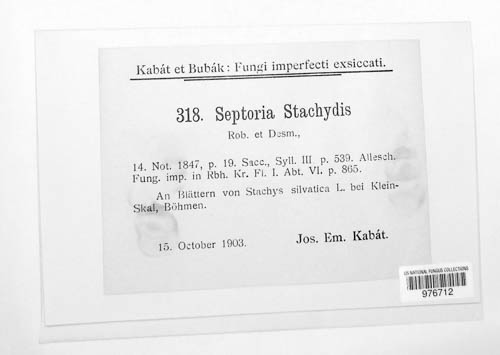 Kabát et Bubák: Fungi imperfecti exsiccati.
318. Septoria Stachydis
Rob. et Desm.,
14. Not. 1847, p. 19. Sacc., Syll. III p. 539. Allesch.
Fung. imp. in Rbh. Kr. Fl. I. Abt. VI. p. 865.
An Blättern von Stachys silvatica L. bei Klein-
Skal, Böhmen.
15. October 1903. Jos. Em. Kabát.
US NATIONAL FUNGUS COLLECTIONS
976712